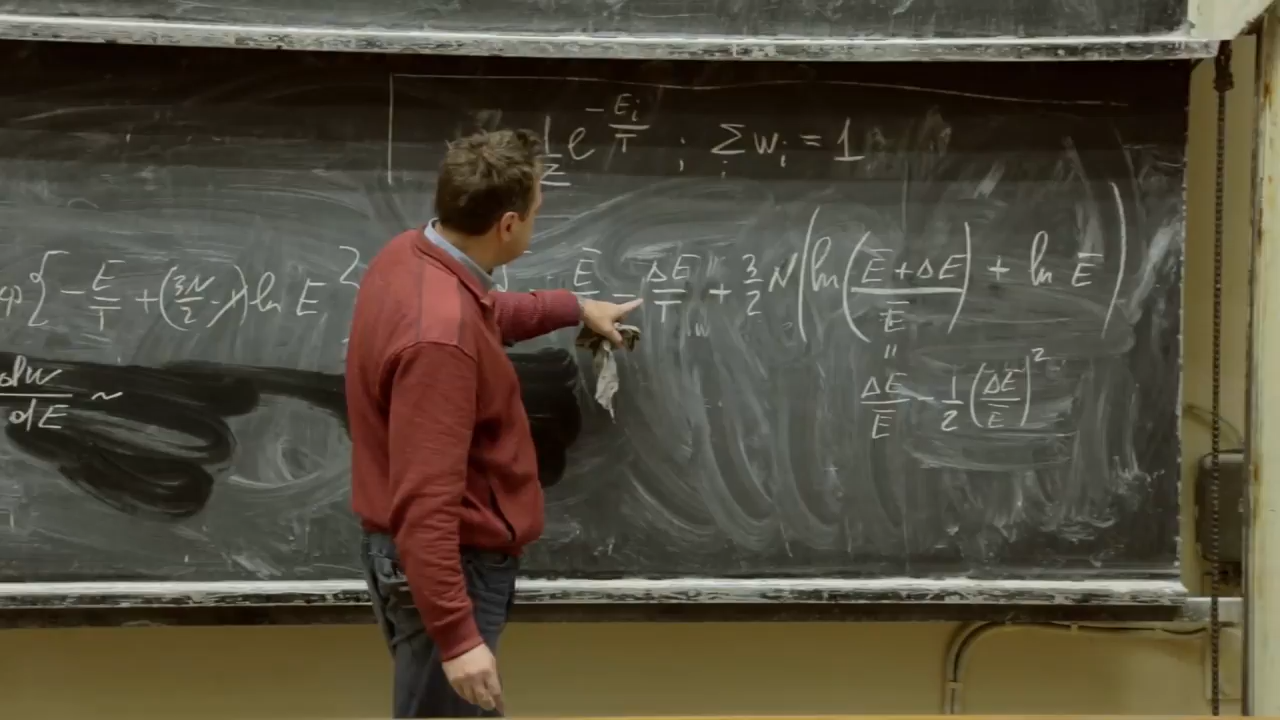 1/Z e^{-E_i/T} ; Σ_i w_i = 1
{ - E/T + (3N/2 - 1) ln E } Ē - ΔE/T + 3/2 N ( ln ( (Ē + ΔE)/Ē ) + ln Ē )
"
dw/dE ~ ΔE/Ē - 1/2 (ΔE/Ē)^2